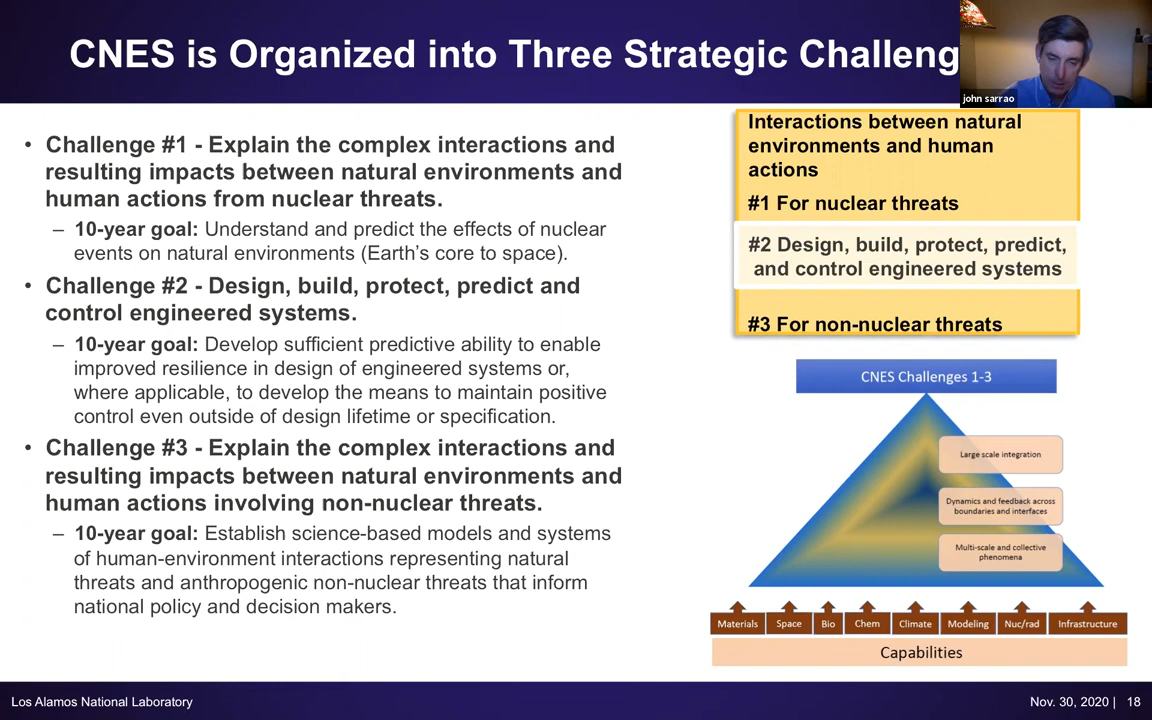 CNES is Organized into Three Strategic Challeng
john sarrao
• Challenge #1 - Explain the complex interactions and
resulting impacts between natural environments and
human actions from nuclear threats.
– 10-year goal: Understand and predict the effects of nuclear
events on natural environments (Earth's core to space).
• Challenge #2 - Design, build, protect, predict and
control engineered systems.
– 10-year goal: Develop sufficient predictive ability to enable
improved resilience in design of engineered systems or,
where applicable, to develop the means to maintain positive
control even outside of design lifetime or specification.
• Challenge #3 - Explain the complex interactions and
resulting impacts between natural environments and
human actions involving non-nuclear threats.
– 10-year goal: Establish science-based models and systems
of human-environment interactions representing natural
threats and anthropogenic non-nuclear threats that inform
national policy and decision makers.
Interactions between natural
environments and human
actions
#1 For nuclear threats
#2 Design, build, protect, predict,
and control engineered systems
#3 For non-nuclear threats
CNES Challenges 1-3
Large scale integration
Dynamics and feedback across
boundaries and interfaces
Multi-scale and collective
phenomena
Materials Space Bio Chem Climate Modeling Nuc/rad Infrastructure
Capabilities
Los Alamos National Laboratory
Nov. 30, 2020 | 18